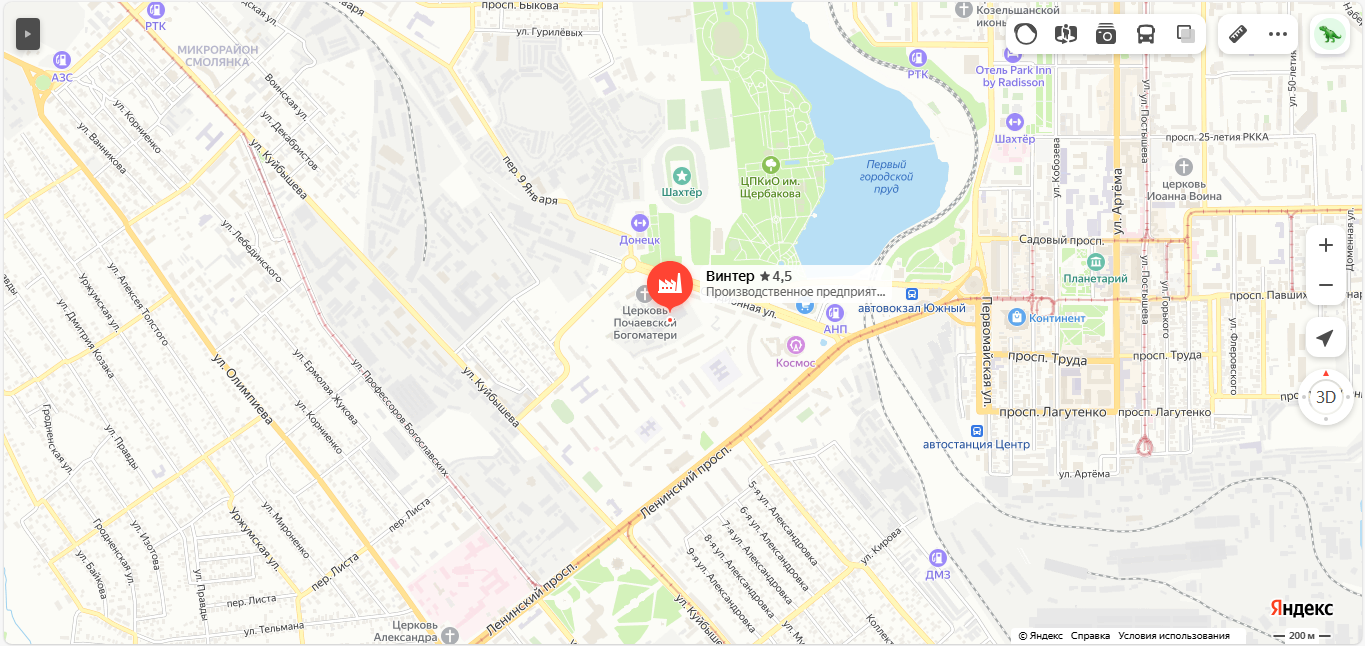 РТК
просп. Быкова
Козельшанской
ул. Гурилёвых
МИКРОРАЙОН
СМОЛЯНКА
АЗС
РТК
Отель Park Inn
by Radisson
Воинская ул.
ул. Корниенко
ул. Декабристов
ул. Ванникова
ул. Куйбышева
пер. 9 Января
Шахтёр
ЦПКиО им.
Щербакова
Первый
городской
пруд
Шахтёр
ул. Кобозева
ул. Постышева
ул. 50-летия
просп. 25-летия РККА
церковь
Иоанна Воина
ул. Артёма
ул. Лебединского
Донецк
Садовый просп.
Планетарий
Доменная ул.
Винтер 4,5
Производственное предприят...
Церковь
Почаевской
Богоматери
АНП
автовокзал Южный
Космос
Континент
ул. Постышева
ул. Горького
ул. Флеровского
Первомайская ул.
просп. Труда
просп. Труда
просп. Лагутенко
просп. Лагутенко
3D
автостанция Центр
ул. Артёма
Уржумская ул.
ул. Алексея Толстого
ул. Дмитрия Козака
ул. Олимпиева
ул. Ермолая Жукова
ул. Профессоров Богославских
ул. Корниенко
ул. Куйбышева
Гродненская ул.
ул. Правды
Ленинский просп.
5-я ул. Александровка
6-я ул. Александровка
7-я ул. Александровка
8-я ул. Александровка
9-я ул. Александровка
ул. Кирова
ДМЗ
пер. Листа
Уржумская ул.
ул. Мироненко
Гродненская ул.
ул. Изотова
ул. Байкова
ул. Правды
пер. Листа
пер. Листа
ул. Тельмана
Церковь
Александра
Ленинский просп.
ул. Куйбышева
Яндекс
© Яндекс Справка Условия использования
200 м